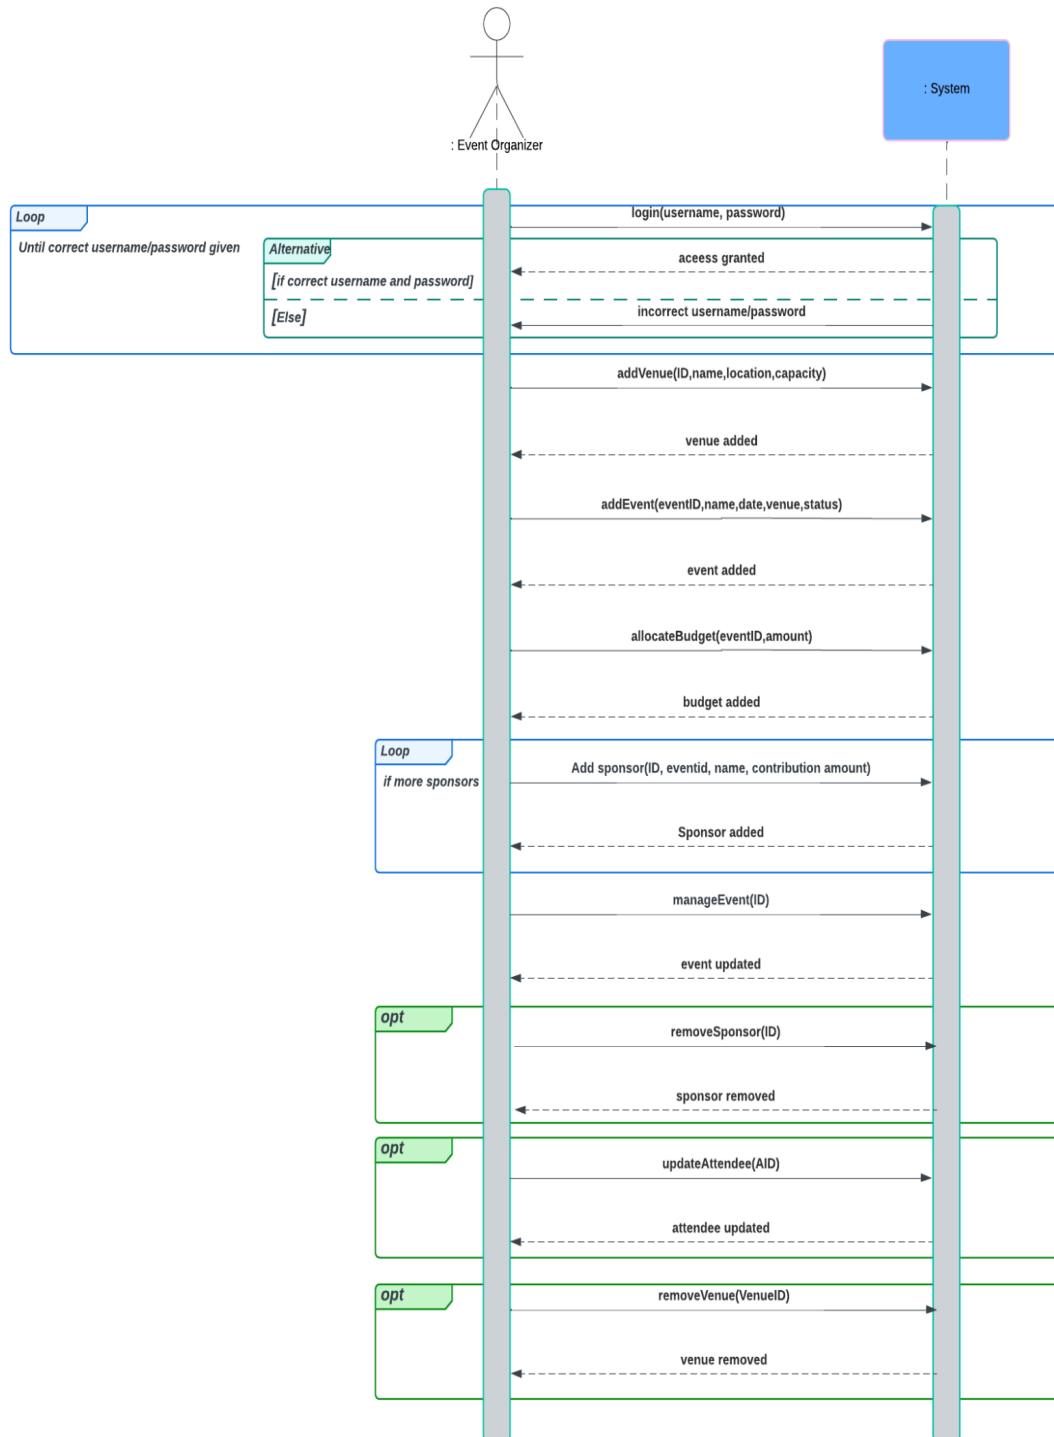 : System
: Event Organizer
Loop
login(username, password)
Until correct username/password given
Alternative
aceess granted
[if correct username and password]
incorrect username/password
[Else]
addVenue(ID,name,location,capacity)
venue added
addEvent(eventID,name,date,venue,status)
event added
allocateBudget(eventID,amount)
budget added
Loop
if more sponsors
Add sponsor(ID, eventid, name, contribution amount)
Sponsor added
manageEvent(ID)
event updated
opt
removeSponsor(ID)
sponsor removed
opt
updateAttendee(AID)
attendee updated
opt
removeVenue(VenueID)
venue removed